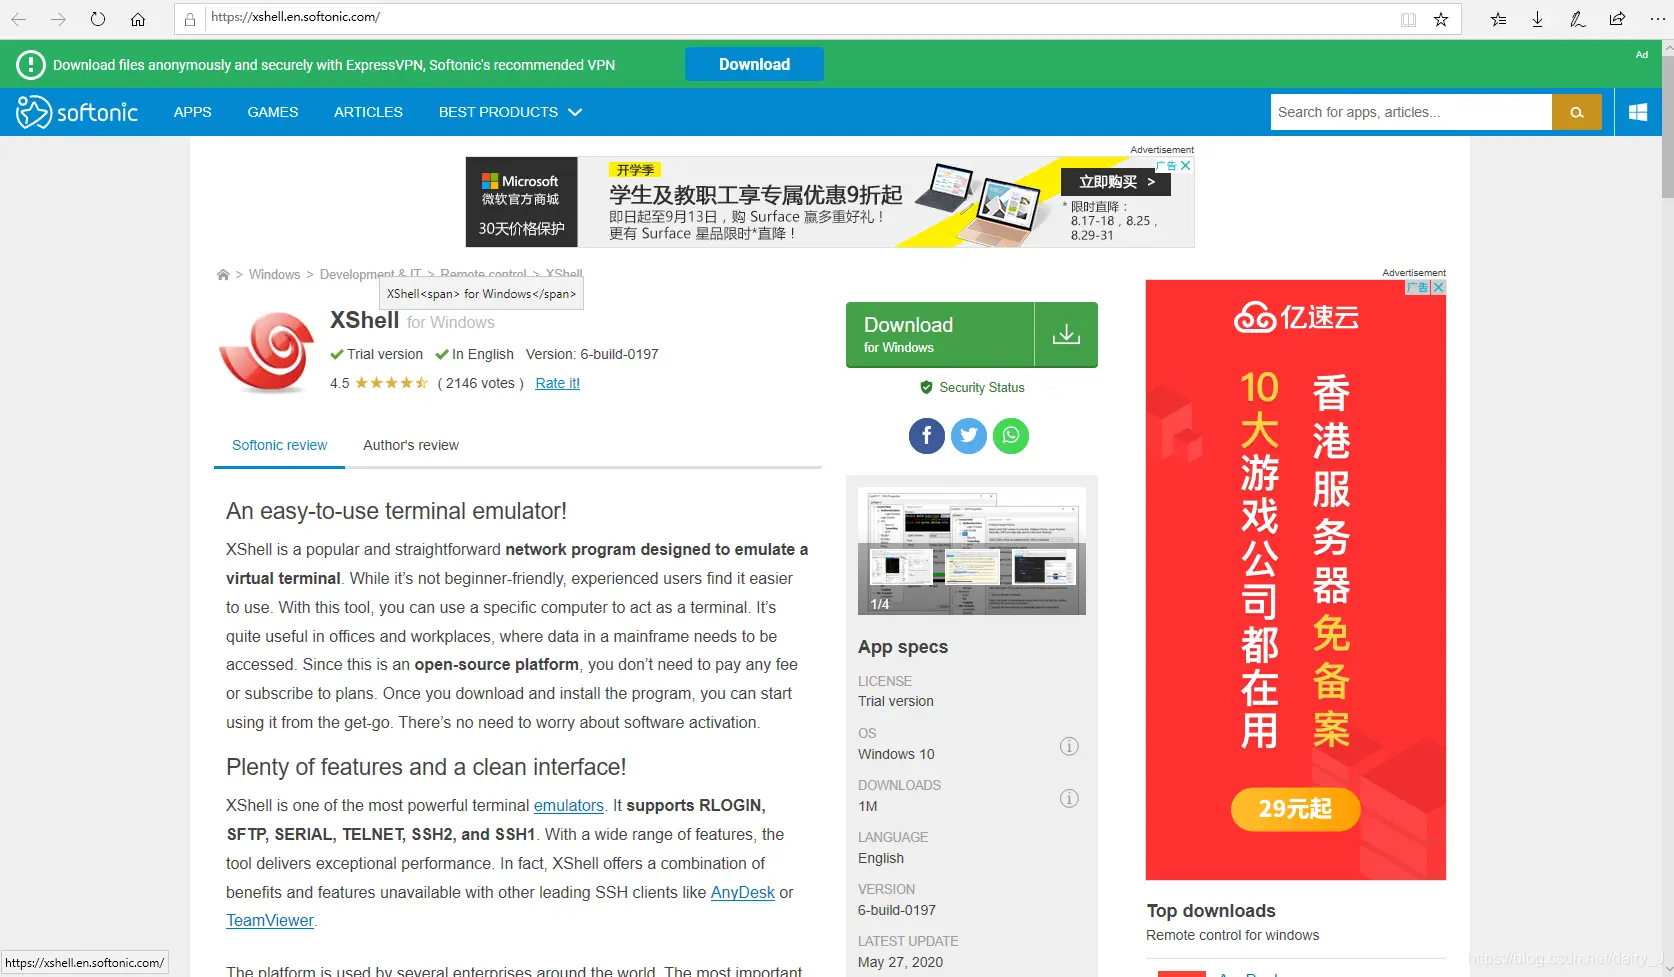 https://xshell.en.softonic.com/
Download files anonymously and securely with ExpressVPN, Softonic's recommended VPN
Download
Ad
softonic
APPS
GAMES
ARTICLES
BEST PRODUCTS
Search for apps, articles...
Advertisement
广告
Microsoft
微软官方商城
30天价格保护
开学季
学生及教职工享专属优惠9折起
即日起至9月13日，购 Surface 赢多重好礼！
更有 Surface 星品限时*直降！
立即购买 >
* 限时直降：
8.17-18，8.25，
8.29-31
> Windows > Development & IT > Remote control > XShell
XShell<span> for Windows</span>
XShell for Windows
Trial version In English Version: 6-build-0197
4.5 ( 2146 votes ) Rate it!
Download
for Windows
Security Status
Softonic review
Author's review
An easy-to-use terminal emulator!
XShell is a popular and straightforward network program designed to emulate a
virtual terminal. While it’s not beginner-friendly, experienced users find it easier
to use. With this tool, you can use a specific computer to act as a terminal. It’s
quite useful in offices and workplaces, where data in a mainframe needs to be
accessed. Since this is an open-source platform, you don’t need to pay any fee
or subscribe to plans. Once you download and install the program, you can start
using it from the get-go. There’s no need to worry about software activation.
Plenty of features and a clean interface!
XShell is one of the most powerful terminal emulators. It supports RLOGIN,
SFTP, SERIAL, TELNET, SSH2, and SSH1. With a wide range of features, the
tool delivers exceptional performance. In fact, XShell offers a combination of
benefits and features unavailable with other leading SSH clients like AnyDesk or
TeamViewer.
The platform is used by several enterprises around the world. The most important
1/4
App specs
LICENSE
Trial version
OS
Windows 10
DOWNLOADS
1M
LANGUAGE
English
VERSION
6-build-0197
LATEST UPDATE
May 27, 2020
Advertisement
广告
亿速云
香港服务器免备案
10大游戏公司都在用
29元起
Top downloads
Remote control for windows
https://xshell.en.softonic.com/